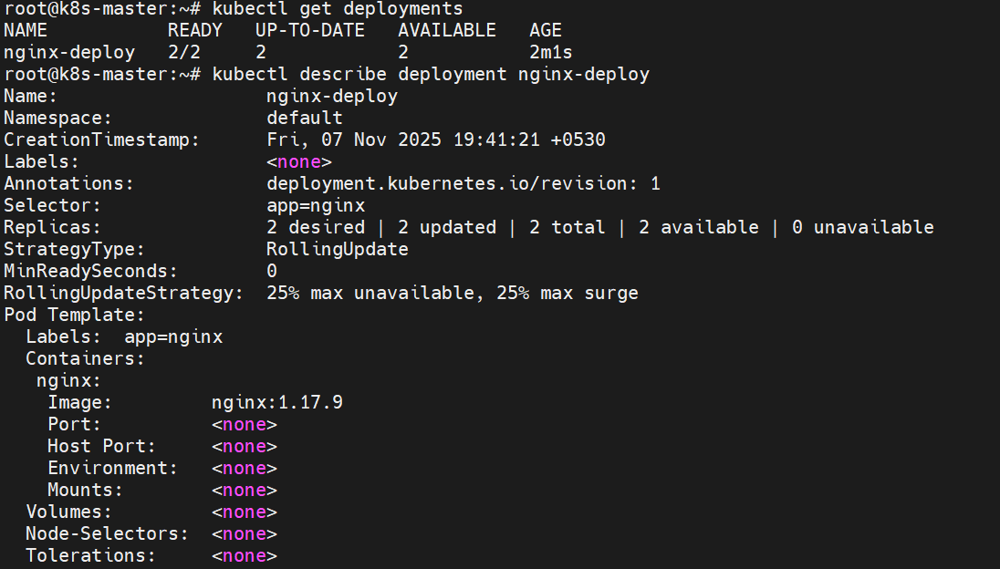 root@k8s-master:~# kubectl get deployments
NAME           READY   UP-TO-DATE   AVAILABLE   AGE
nginx-deploy   2/2     2            2           2m1s
root@k8s-master:~# kubectl describe deployment nginx-deploy
Name:                   nginx-deploy
Namespace:              default
CreationTimestamp:      Fri, 07 Nov 2025 19:41:21 +0530
Labels:                 <none>
Annotations:            deployment.kubernetes.io/revision: 1
Selector:               app=nginx
Replicas:               2 desired | 2 updated | 2 total | 2 available | 0 unavailable
StrategyType:           RollingUpdate
MinReadySeconds:        0
RollingUpdateStrategy:  25% max unavailable, 25% max surge
Pod Template:
  Labels:  app=nginx
  Containers:
   nginx:
    Image:         nginx:1.17.9
    Port:          <none>
    Host Port:     <none>
    Environment:   <none>
    Mounts:        <none>
  Volumes:         <none>
  Node-Selectors:  <none>
  Tolerations:     <none>